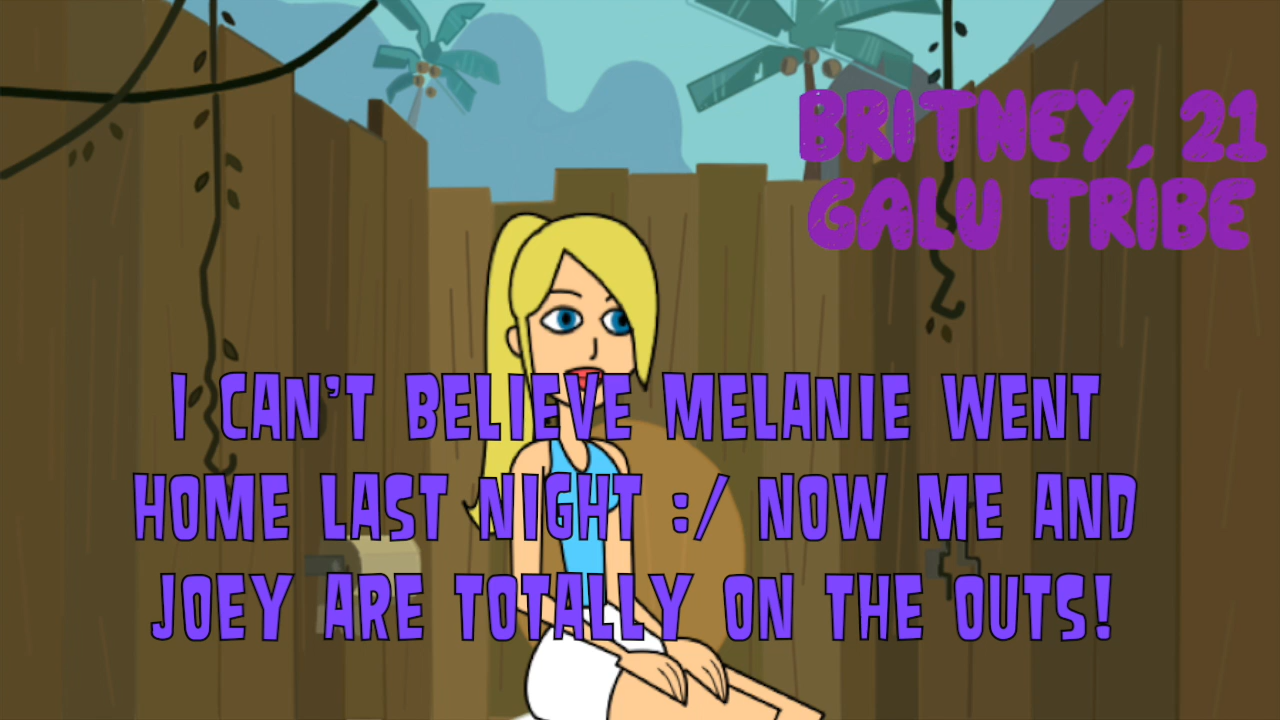 BRITNEY, 21
GALU TRIBE
I CAN'T BELIEVE MELANIE WENT
HOME LAST NIGHT :/ NOW ME AND
JOEY ARE TOTALLY ON THE OUTS!